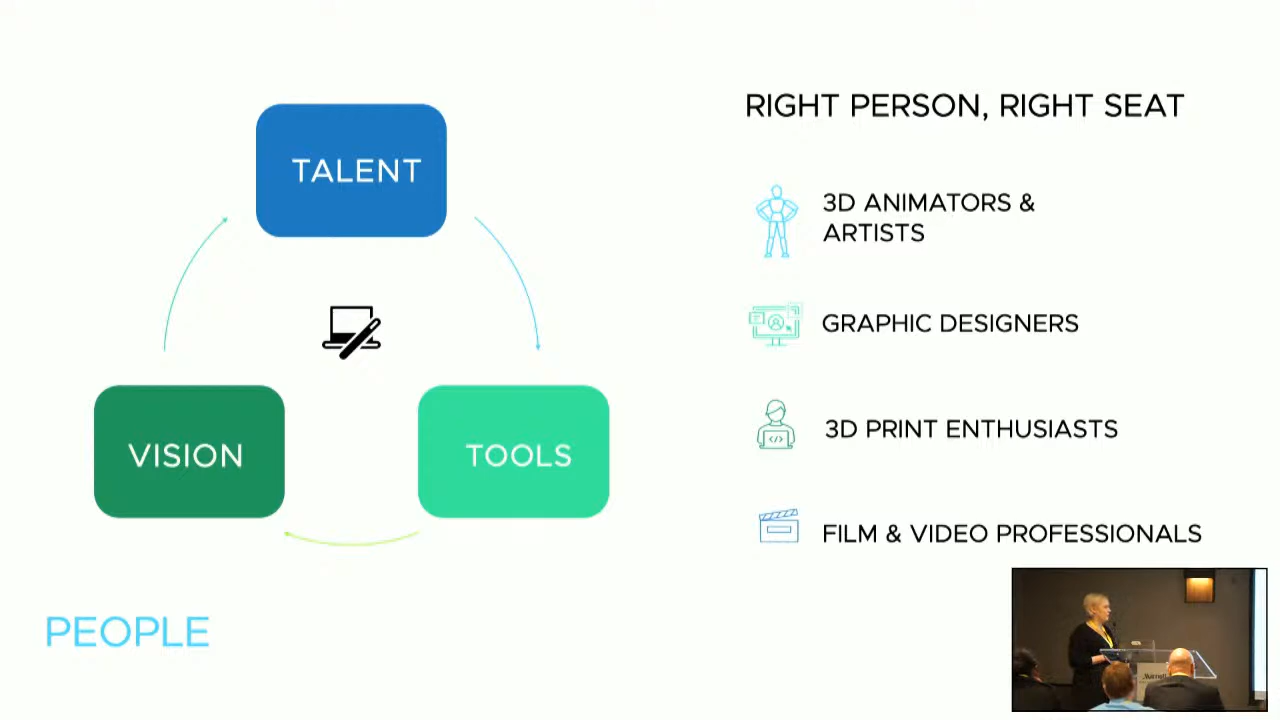 TALENT
VISION
TOOLS
PEOPLE
RIGHT PERSON, RIGHT SEAT
3D ANIMATORS &
ARTISTS
GRAPHIC DESIGNERS
3D PRINT ENTHUSIASTS
FILM & VIDEO PROFESSIONALS
Marriott